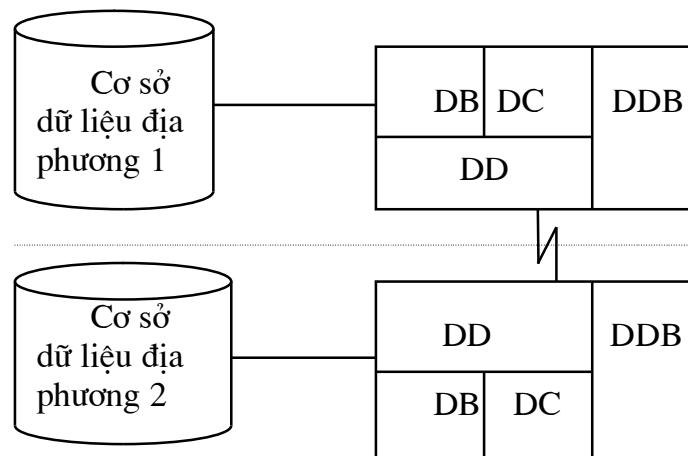 Cơ sở
dữ liệu địa
phương 1
DB DC DDB
DD
Cơ sở
dữ liệu địa
phương 2
DD DDB
DB DC